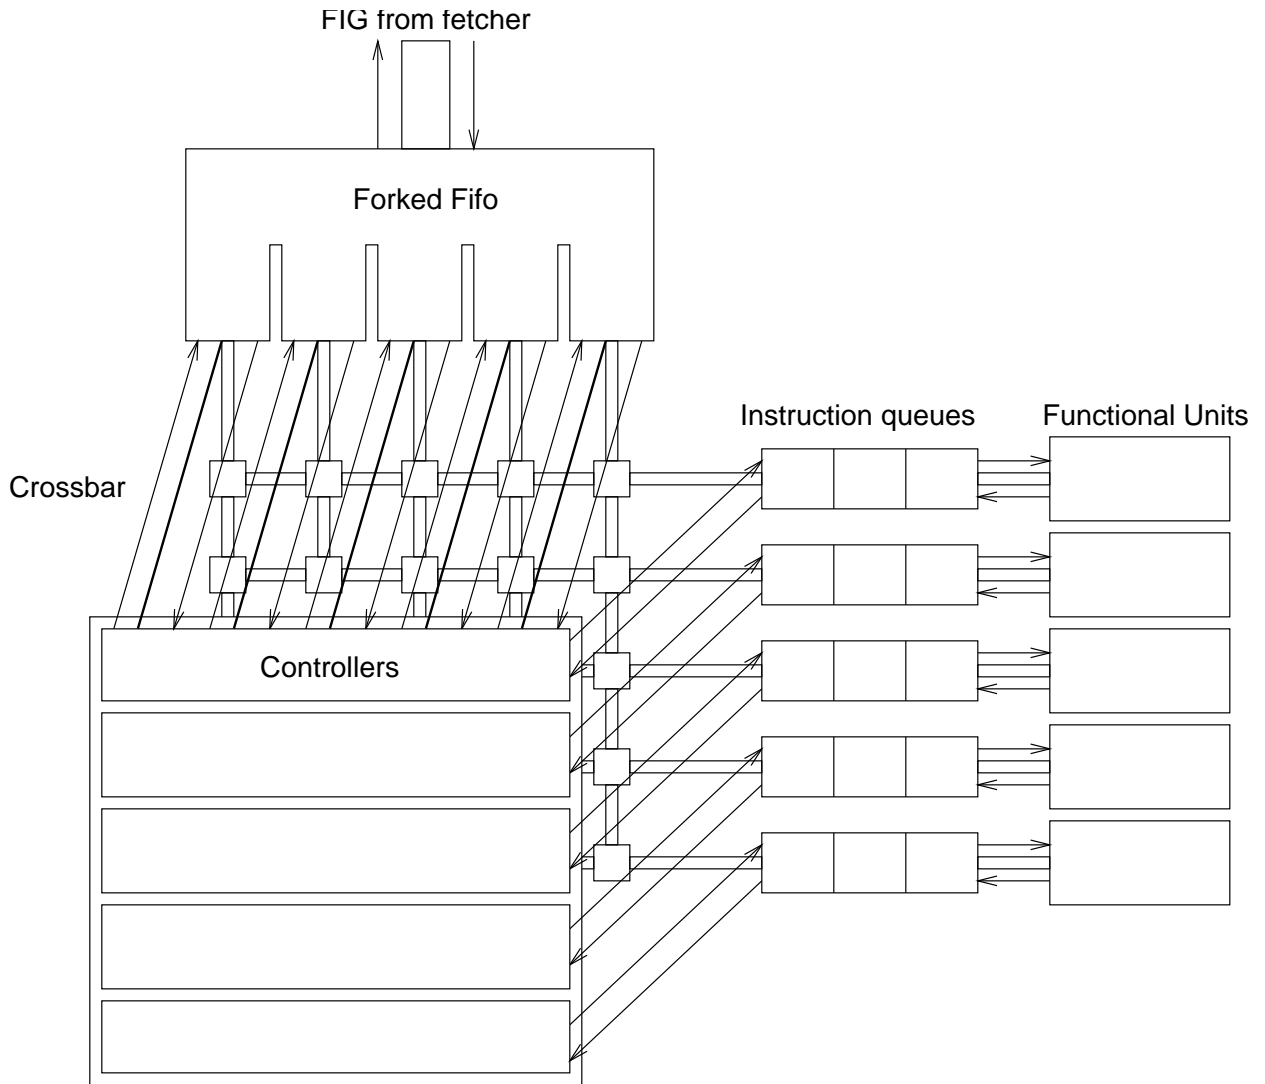 FIG from fetcher
Forked Fifo
Instruction queues
Functional Units
Crossbar
Controllers